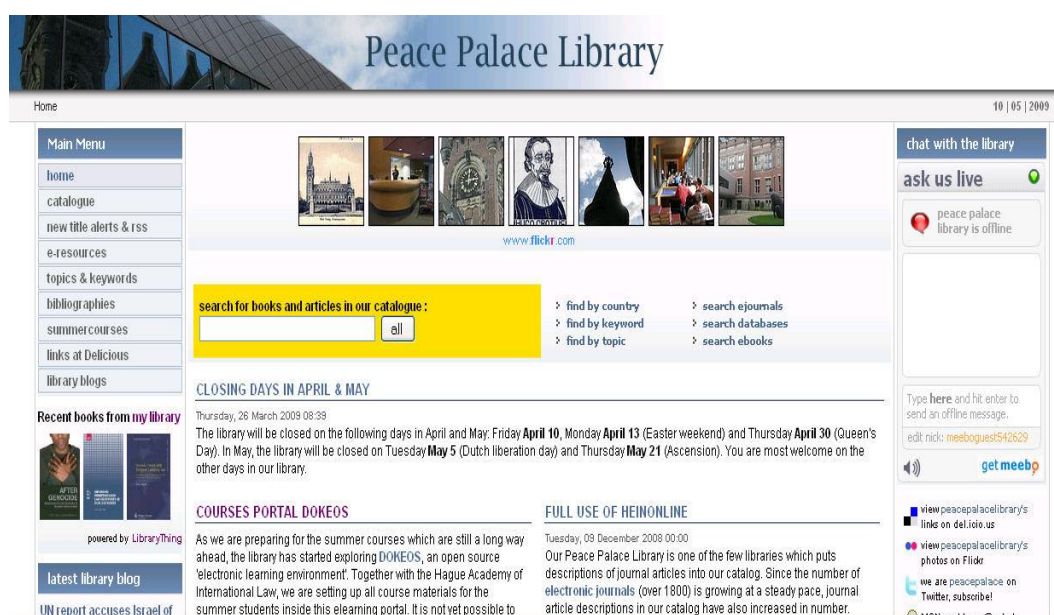 Peace Palace Library
Home
10 | 05 | 2009
Main Menu
home
catalogue
new title alerts & rss
e-resources
topics & keywords
bibliographies
summercourses
links at Delicious
library blogs
Recent books from my library
AFTER
GENOCIDE
powered by LibraryThing
latest library blog
UN report accuses Israel of
www.flickr.com
search for books and articles in our catalogue :
all
find by country
find by keyword
find by topic
search ejournals
search databases
search ebooks
CLOSING DAYS IN APRIL & MAY
Thursday, 26 March 2009 08:39
The library will be closed on the following days in April and May: Friday April 10, Monday April 13 (Easter weekend) and Thursday April 30 (Queen's
Day). In May, the library will be closed on Tuesday May 5 (Dutch liberation day) and Thursday May 21 (Ascension). You are most welcome on the
other days in our library.
COURSES PORTAL DOKEOS
As we are preparing for the summer courses which are still a long way
ahead, the library has started exploring DOKEOS, an open source
'electronic learning environment'. Together with the Hague Academy of
International Law, we are setting up all course materials for the
summer students inside this elearning portal. It is not yet possible to
FULL USE OF HEINONLINE
Tuesday, 09 December 2008 00:00
Our Peace Palace Library is one of the few libraries which puts
descriptions of journal articles into our catalog. Since the number of
electronic journals (over 1800) is growing at a steady pace, journal
article descriptions in our catalog have also increased in number.
chat with the library
ask us live
peace palace
library is offline
Type here and hit enter to
send an offline message.
edit nick: meeboguest542629
get meebo
view peacepalacelibrary's
links on del.icio.us
view peacepalacelibrary's
photos on Flickr
we are peacepalace on
Twitter, subscribe!